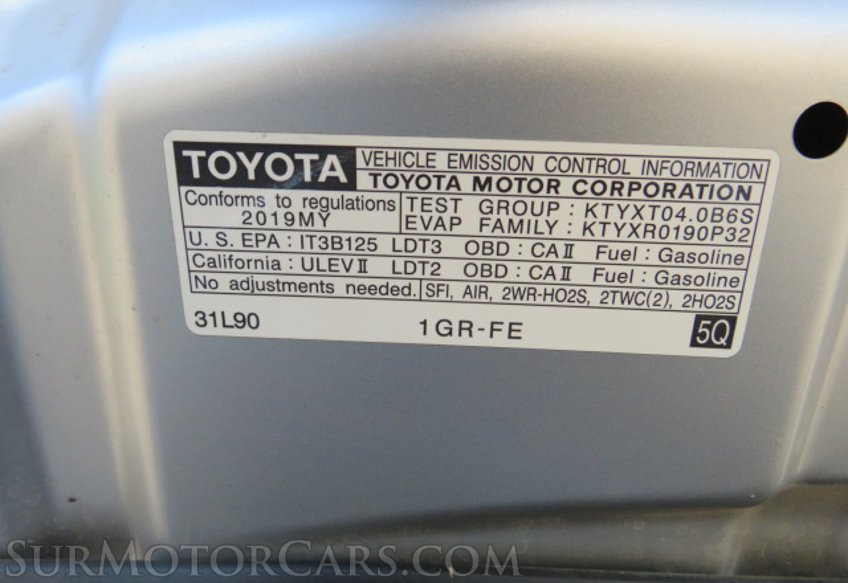 TOYOTA VEHICLE EMISSION CONTROL INFORMATION
TOYOTA MOTOR CORPORATION
Conforms to regulations
2019MY
TEST GROUP : KTYXT04.0B6S
EVAP FAMILY : KTYXR0190P32
U. S. EPA : IT3B125 LDT3 OBD : CAⅡ Fuel : Gasoline
California : ULEVⅡ LDT2 OBD : CAⅡ Fuel : Gasoline
No adjustments needed. SFI, AIR, 2WR-HO2S, 2TWC(2), 2HO2S
31L90 1GR-FE 5Q
SurMotorCars.com